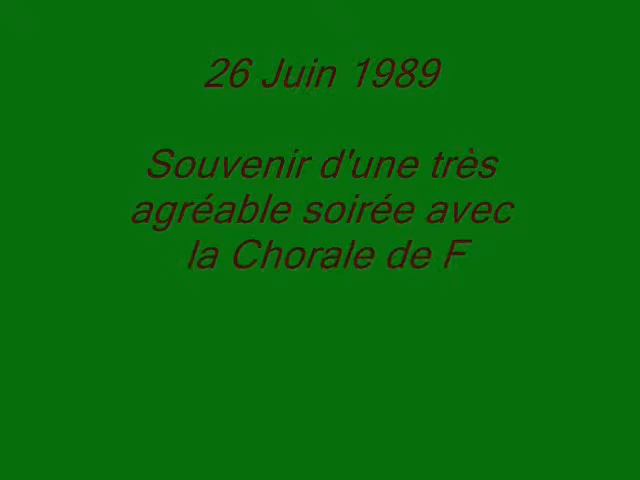 26 Juin 1989
Souvenir d'une très
agréable soirée avec
la Chorale de F